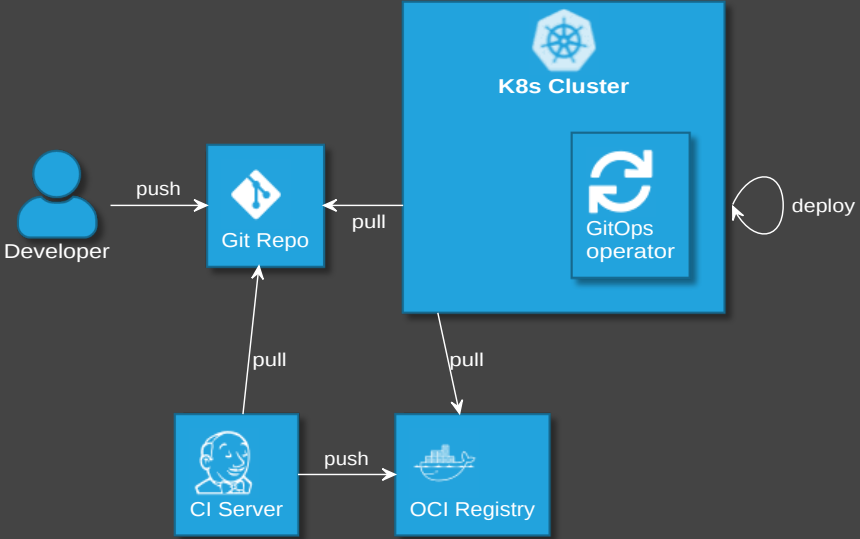 K8s Cluster
push
Git Repo
pull
GitOps
operator
deploy
Developer
pull
pull
CI Server
push
OCI Registry